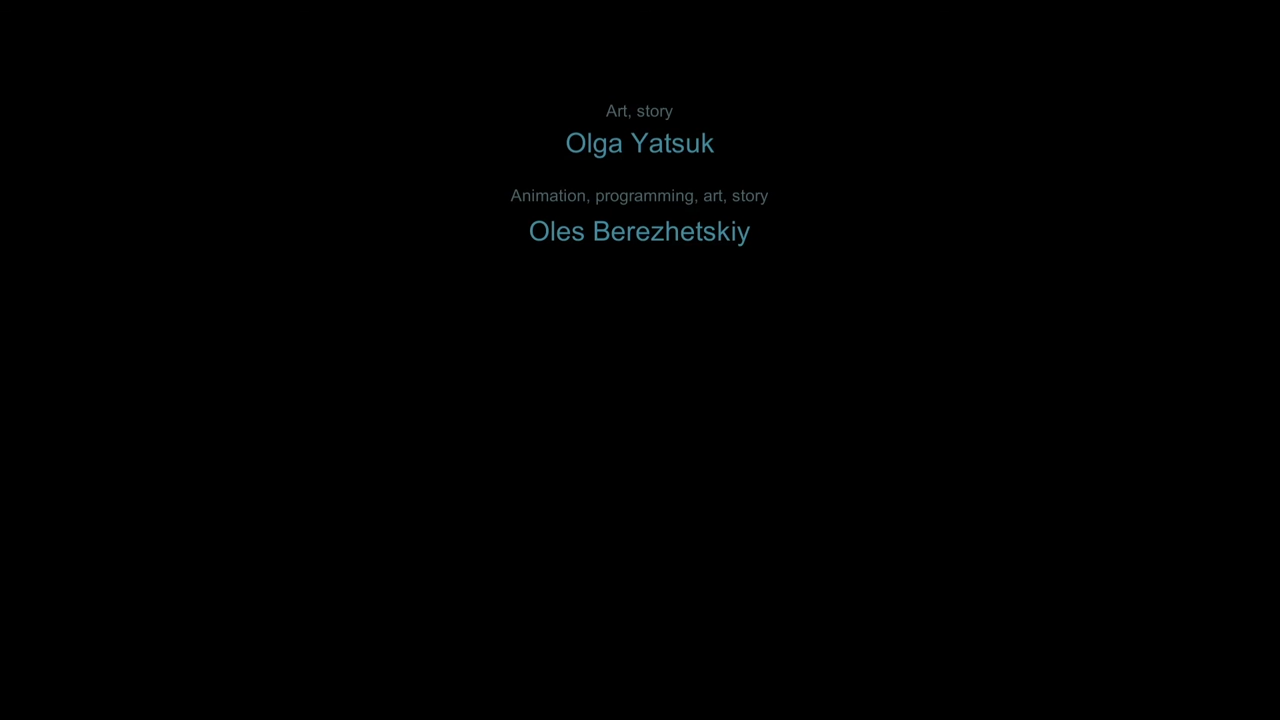 Art, story
Olga Yatsuk
Animation, programming, art, story
Oles Berezhetskiy